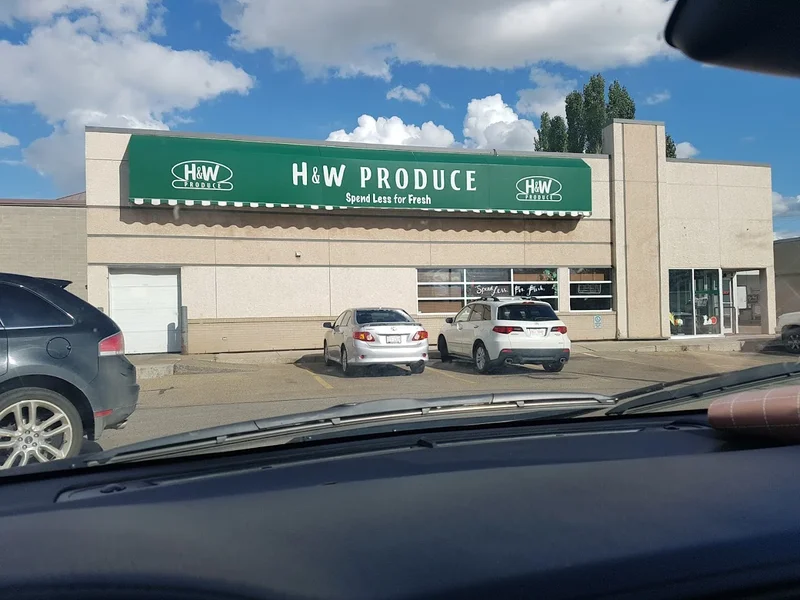 H&W PRODUCE
Spend Less for Fresh
H&W
PRODUCE
H&W
PRODUCE
Spend Less
For Fresh